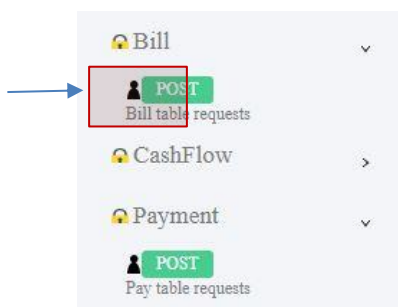 Bill
POST
Bill table requests
CashFlow
Payment
POST
Pay table requests